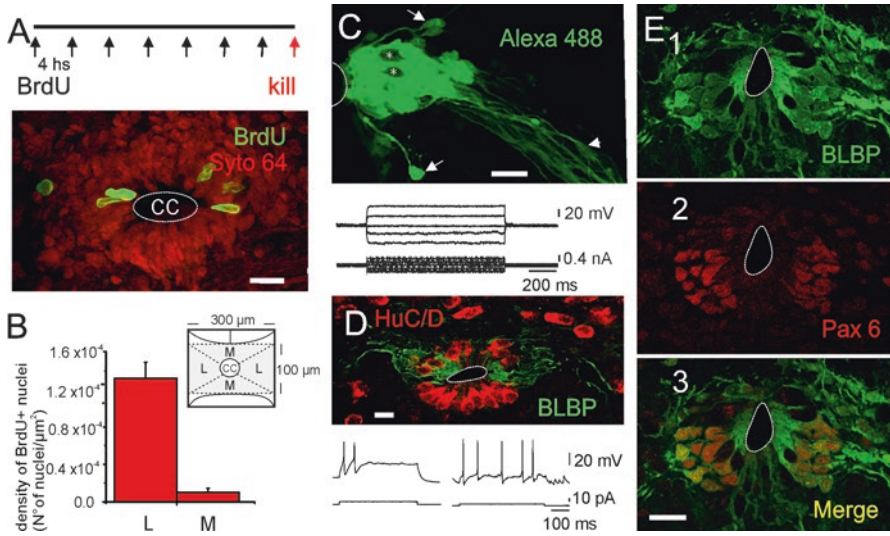 A
4 hs
BrdU
kill
BrdU
Syto 64
CC
B
300 µm
M
L
CC
L
M
100 µm
density of BrdU+ nuclei
(N°of nuclei/µm²)
1.6 x10⁻⁴
1.2 x10⁻⁴
0.8 x10⁻⁴
0.4 x10⁻⁴
0.0
L
M
C
Alexa 488
*
*
20 mV
0.4 nA
200 ms
D
HuC/D
BLBP
20 mV
10 pA
100 ms
E
1
BLBP
2
Pax 6
3
Merge